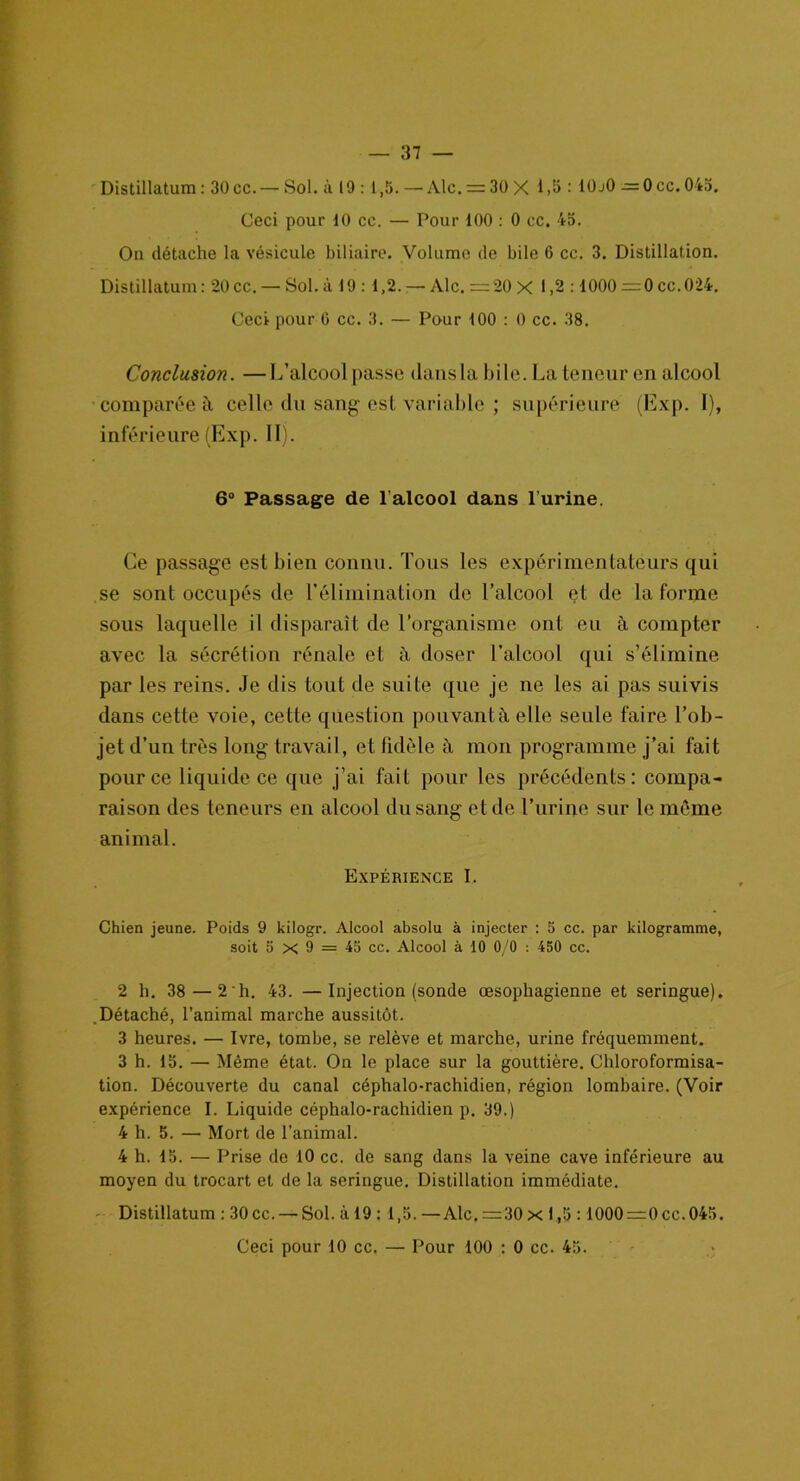 — 37 —
Distillatum : 30 cc. — Sol. à 19 : 1,5. — Alc. = 30 X 1,5 : 1000 = 0 cc. 045.
Ceci pour 10 cc. — Pour 100 : 0 cc. 45.
On détache la vésicule biliaire. Volume de bile 6 cc. 3. Distillation.
Distillatum : 20 cc. — Sol. à 19 : 1,2. — Alc. = 20 X 1,2 : 1000 = 0 cc. 024.
Ceci pour 6 cc. 3. — Pour 100 : 0 cc. 38.
Conclusion. — L'alcool passe dans la bile. La teneur en alcool
comparée à celle du sang est variable ; supérieure (Exp. I),
inférieure (Exp. II).
6° Passage de l'alcool dans l'urine.
Ce passage est bien connu. Tous les expérimentateurs qui
se sont occupés de l'élimination de l'alcool et de la forme
sous laquelle il disparaît de l'organisme ont eu à compter
avec la sécrétion rénale et à doser l'alcool qui s'élimine
par les reins. Je dis tout de suite que je ne les ai pas suivis
dans cette voie, cette question pouvant à elle seule faire l'ob-
jet d'un très long travail, et fidèle à mon programme j'ai fait
pour ce liquide ce que j'ai fait pour les précédents : compa-
raison des teneurs en alcool du sang et de l'urine sur le même
animal.
Expérience I.
Chien jeune. Poids 9 kilogr. Alcool absolu à injecter : 5 cc. par kilogramme,
soit 5 X 9 = 45 cc. Alcool à 10 0/0 : 450 cc.
2 h. 38 — 2 h. 43. — Injection (sonde œsophagienne et seringue).
Détaché, l'animal marche aussitôt.
3 heures. — Ivre, tombe, se relève et marche, urine fréquemment.
3 h. 15. — Même état. On le place sur la gouttière. Chloroformisa-
tion. Découverte du canal céphalo-rachidien, région lombaire. (Voir
expérience I. Liquide céphalo-rachidien p. 39.)
4 h. 5. — Mort de l'animal.
4 h. 15. — Prise de 10 cc. de sang dans la veine cave inférieure au
moyen du trocart et de la seringue. Distillation immédiate.
Distillatum : 30 cc. — Sol. à 19 : 1,5. — Alc. = 30 x 1,5 : 1000 = 0 cc. 045.
Ceci pour 10 cc. — Pour 100 : 0 cc. 45.